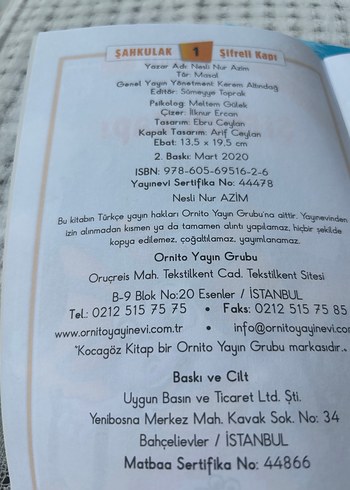 ŞANKULAK 1 Şifreli Kapı
Yazar Adı: Nesli Nur Azim
Tür: Masal
Genel Yayın Yönetmeni: Kerem Altındağ
Editör: Sümeyye Toprak
Psikolog: Meltem Gülek
Çizer: İlknur Ercan
Tasarım: Ebru Ceylan
Kapak Tasarım: Arif Ceylan
Ebat: 13,5 x 19,5 cm
2. Baskı: Mart 2020
ISBN: 978-605-69516-2-6
Yayınevi Sertifika No: 44478
Nesli Nur AZİM
Bu kitabın Türkçe yayın hakları Ornito Yayın Grubu'na aittir. Yayınevinden
izin alınmadan kısmen ya da tamamen alıntı yapılamaz, hiçbir şekilde
kopya edilemez, çoğaltılamaz, yayımlanamaz.
Ornito Yayın Grubu
Oruçreis Mah. Tekstilkent Cad. Tekstilkent Sitesi
B-9 Blok No:20 Esenler / İSTANBUL
Tel.: 0212 515 75 75 • Faks: 0212 515 75 85
www.ornitoyayinevi.com.tr • info@ornitoyayinevi.com
"Kocagöz Kitap bir Ornito Yayın Grubu markasıdır.
Baskı ve Cilt
Uygun Basın ve Ticaret Ltd. Şti.
Yenibosna Merkez Mah. Kavak Sok. No: 34
Bahçelievler / İSTANBUL
Matbaa Sertifika No: 44866